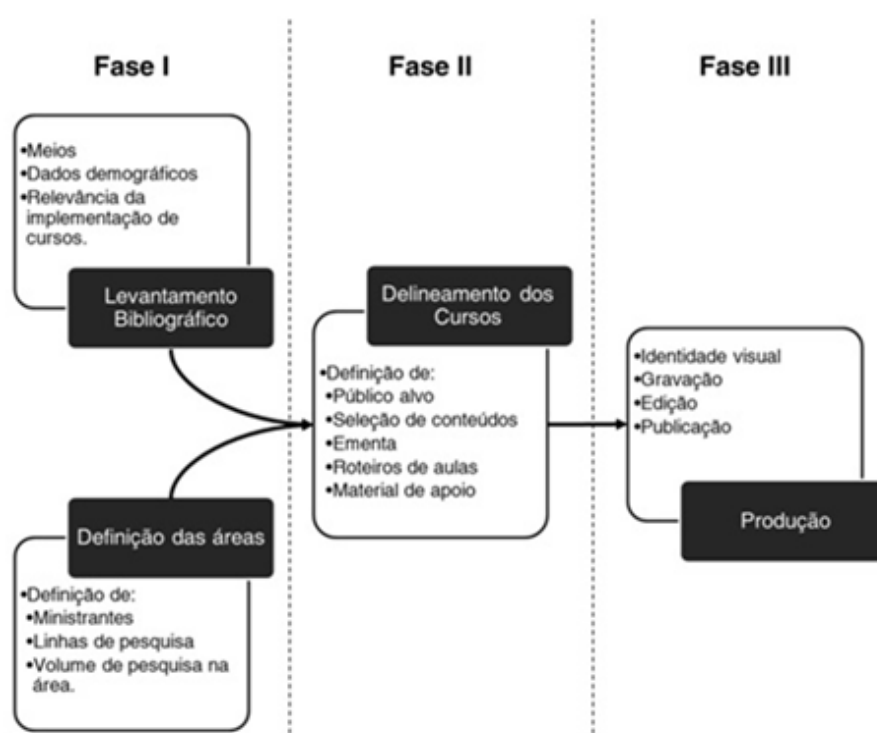 Fase I
•Meios
•Dados demográficos
•Relevância da
implementação de
cursos.
Levantamento
Bibliográfico
Definição das áreas
•Definição de:
•Ministrantes
•Linhas de pesquisa
•Volume de pesquisa na
área.
Fase II
Delineamento dos
Cursos
•Definição de:
•Público alvo
•Seleção de conteúdos
•Ementa
•Roteiros de aulas
•Material de apoio
Fase III
•Identidade visual
•Gravação
•Edição
•Publicação
Produção